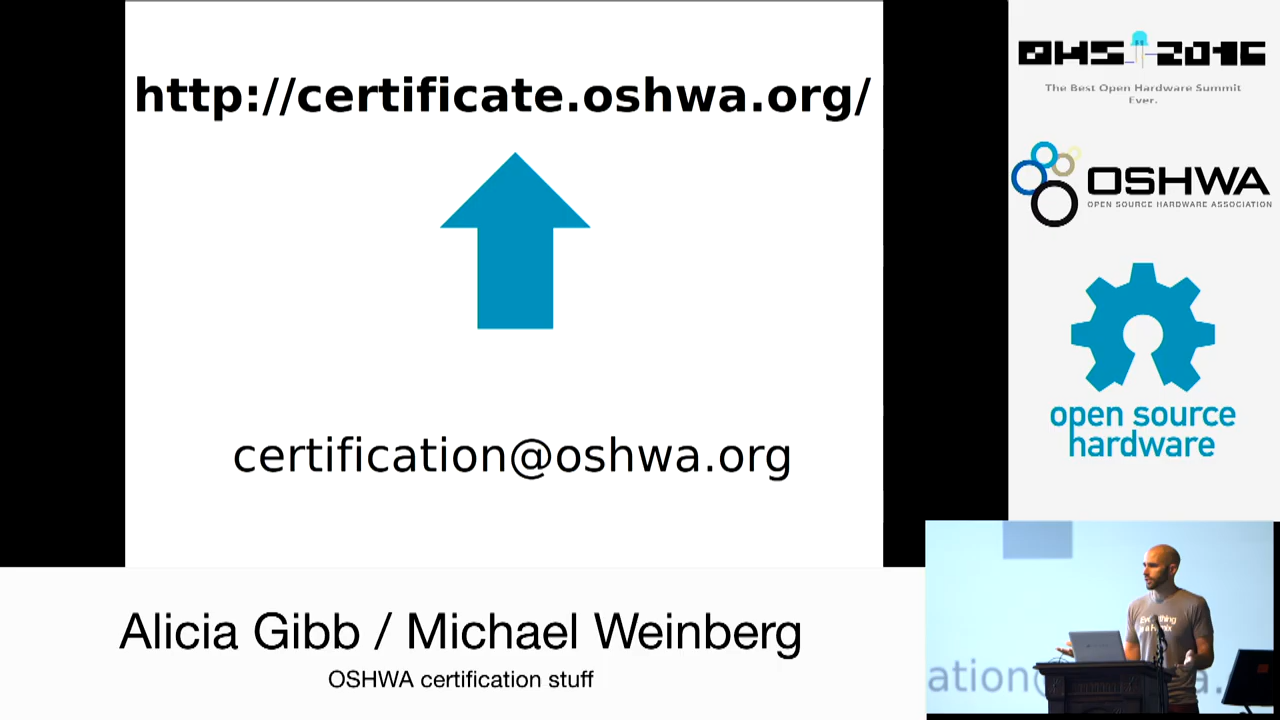 http://certificate.oshwa.org/
certification@oshwa.org
Alicia Gibb / Michael Weinberg
OSHWA certification stuff
OHS 2016
The Best Open Hardware Summit
Ever.
OSHWA
OPEN SOURCE HARDWARE ASSOCIATION
open source
hardware
ation@
a.